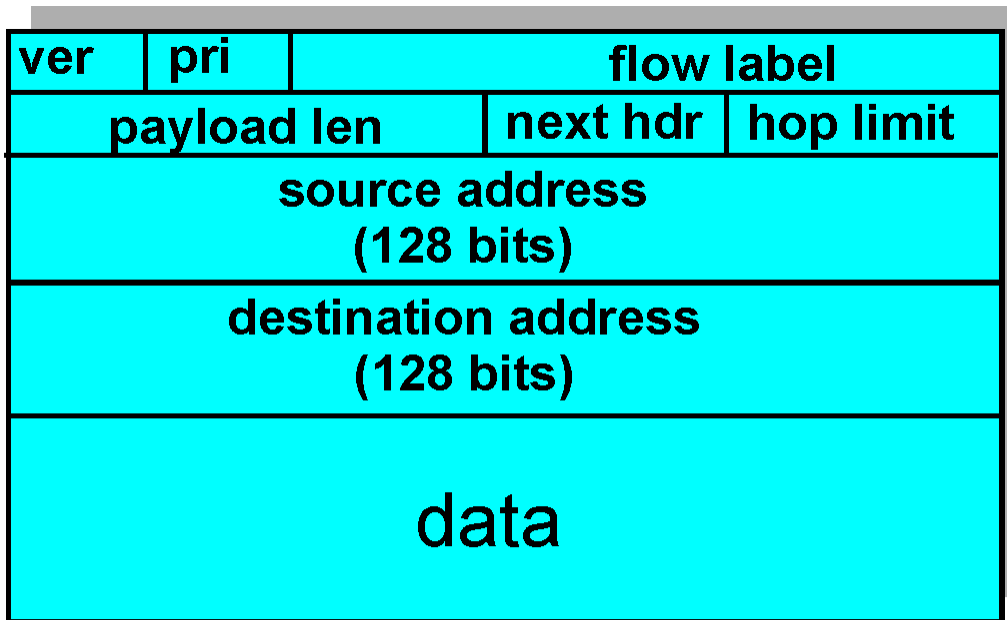 ver pri flow label
payload len next hdr hop limit
source address
(128 bits)
destination address
(128 bits)
data